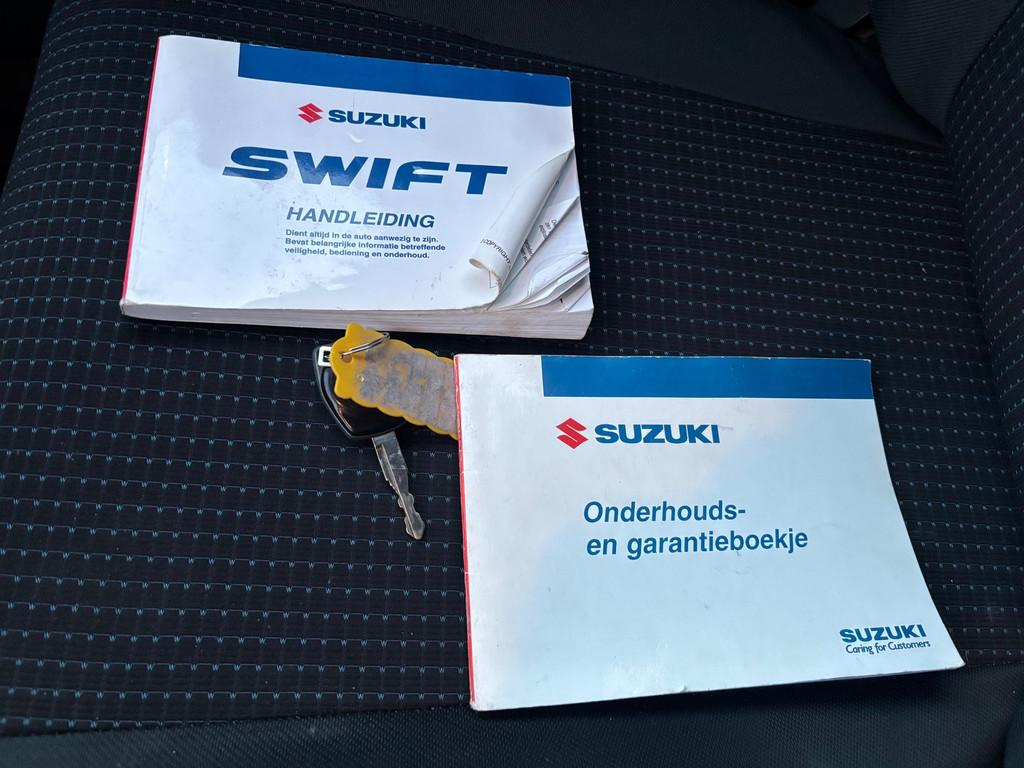 SUZUKI
SWIFT
HANDLEIDING
Dient altijd in de auto aanwezig te zijn.
Bevat belangrijke informatie betreffende
veiligheid, bediening en onderhoud.
COPYRIGHT
SUZUKI
Onderhouds-
en garantieboekje
SUZUKI
Caring for Customers